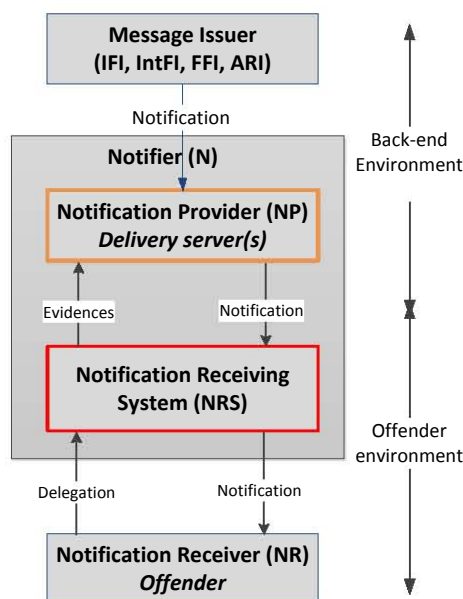 Message Issuer
(IFI, IntFI, FFI, ARI)
Notification
Back-end
Environment
Notifier (N)
Notification Provider (NP)
Delivery server(s)
Evidences
Notification
Notification Receiving
System (NRS)
Offender
environment
Delegation
Notification
Notification Receiver (NR)
Offender